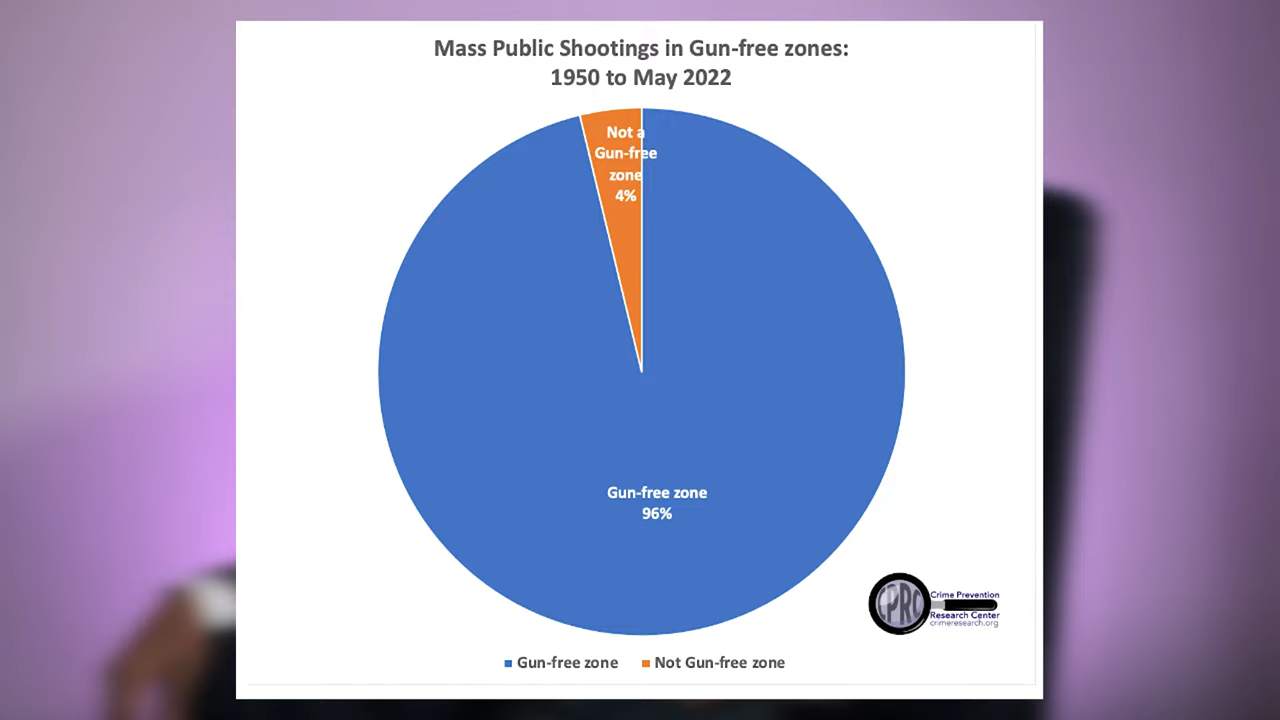 Mass Public Shootings in Gun-free zones:
1950 to May 2022
Not a
Gun-free
zone
4%
Gun-free zone
96%
CPRC
Crime Prevention
Research Center
crimeresearch.org
Gun-free zone
Not Gun-free zone